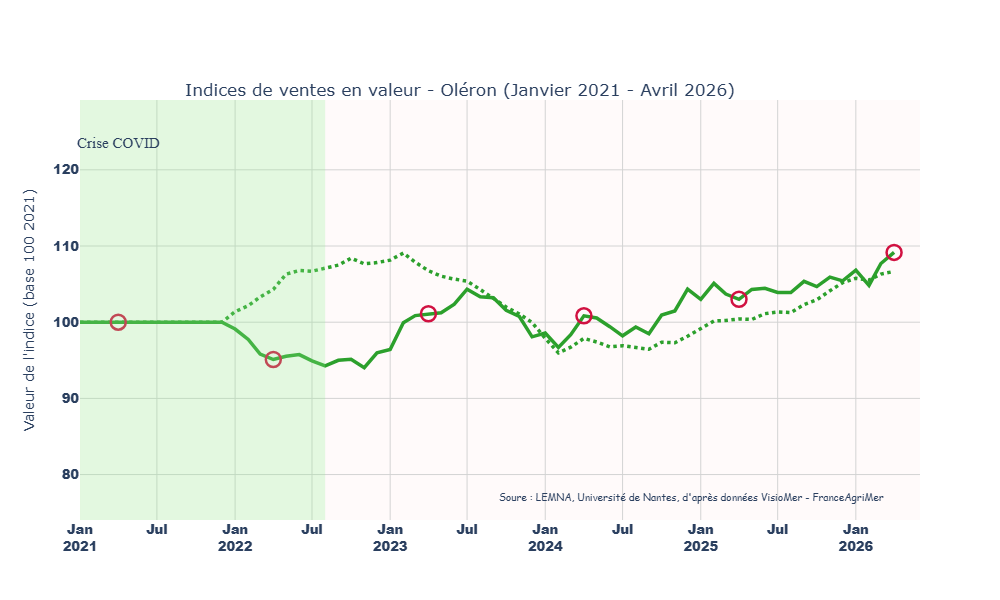 Indices de ventes en valeur - Oléron (Janvier 2021 - Avril 2026)
Crise COVID
Valeur de l'indice (base 100 2021)
120
110
100
90
80
Soure : LEMNA, Université de Nantes, d'après données VisioMer - FranceAgriMer
Jan Jul Jan Jul Jan Jul Jan Jul Jan Jul Jan
2021 2022 2023 2024 2025 2026